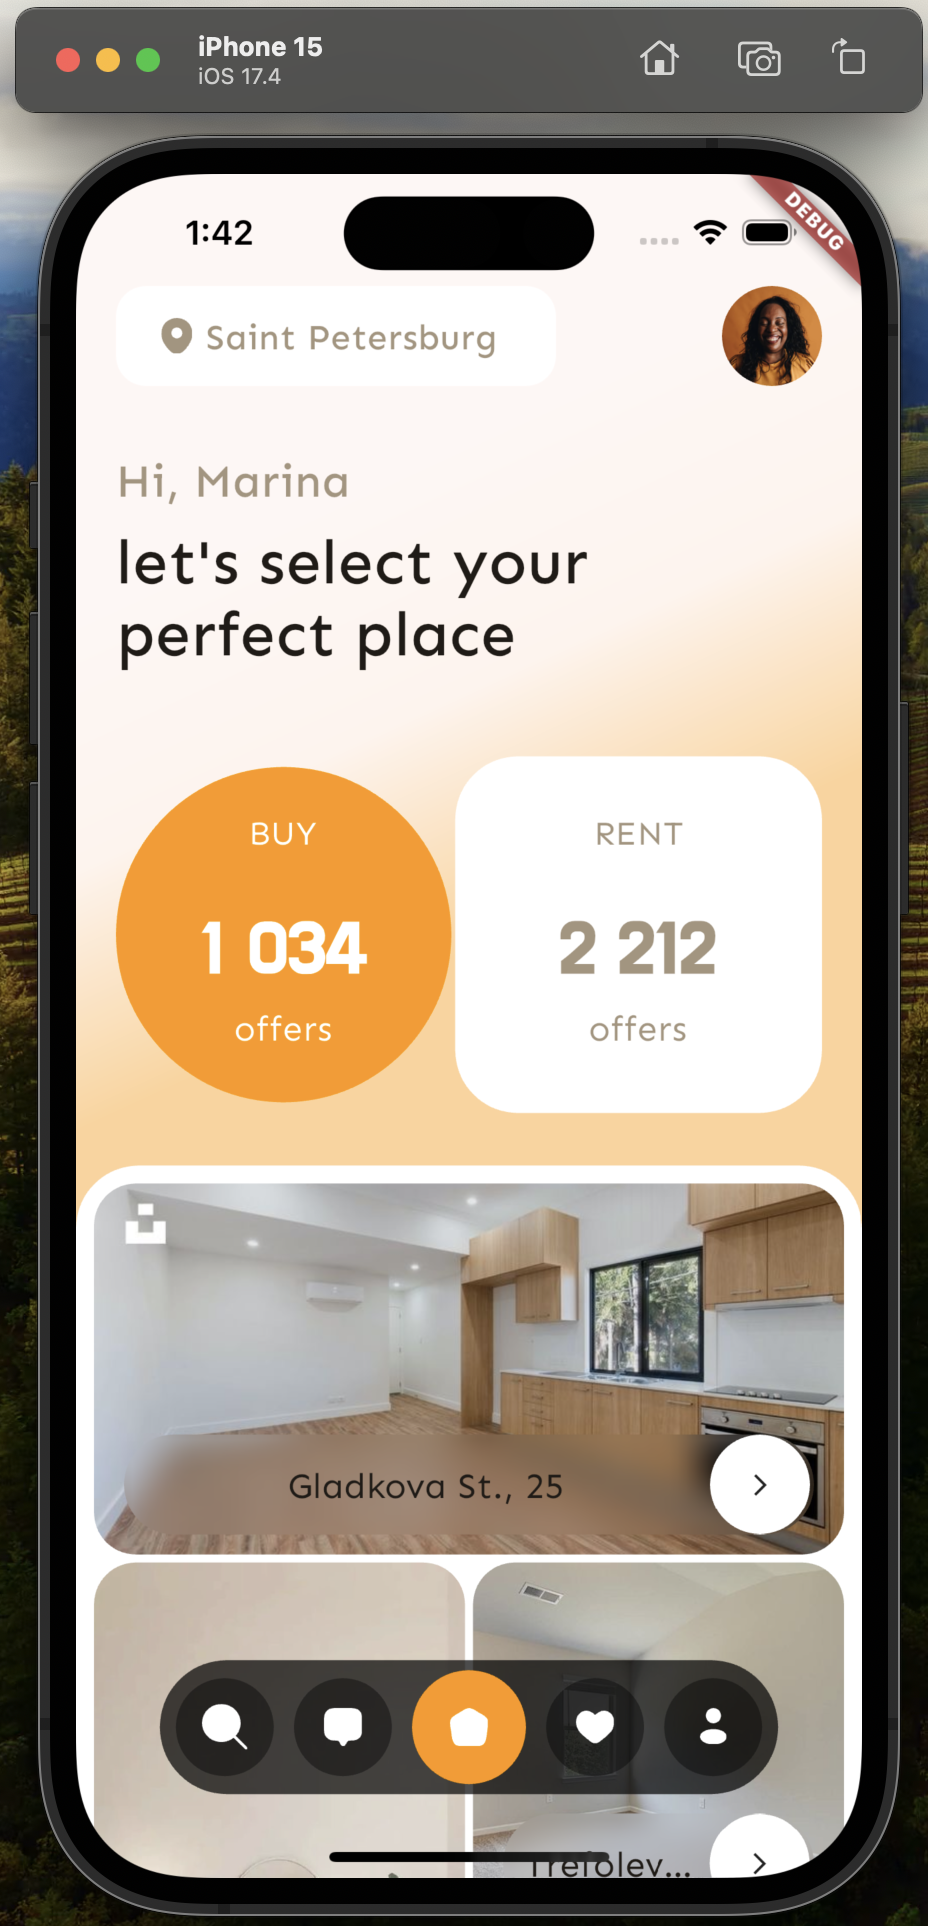 iPhone 15
iOS 17.4
1:42
DEBUG
Saint Petersburg
Hi, Marina
let's select your
perfect place
BUY
1 034
offers
RENT
2 212
offers
Gladkova St., 25
Trefolev...